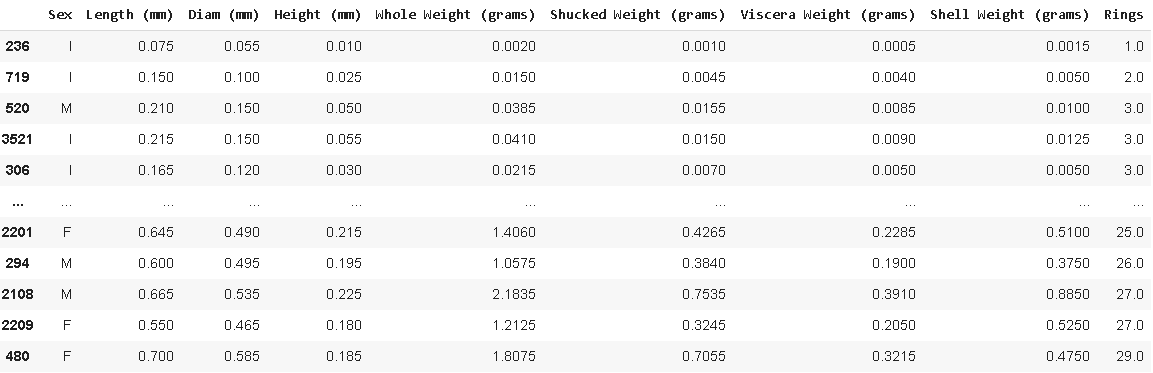 Sex Length (mm) Diam (mm) Height (mm) Whole Weight (grams) Shucked Weight (grams) Viscera Weight (grams) Shell Weight (grams) Rings
236 I 0.075 0.055 0.010 0.0020 0.0010 0.0005 0.0015 1.0
719 I 0.150 0.100 0.025 0.0150 0.0045 0.0040 0.0050 2.0
520 M 0.210 0.150 0.050 0.0385 0.0155 0.0085 0.0100 3.0
3521 I 0.215 0.150 0.055 0.0410 0.0150 0.0090 0.0125 3.0
306 I 0.165 0.120 0.030 0.0215 0.0070 0.0050 0.0050 3.0
... ... ... ... ... ... ... ... ... ...
2201 F 0.645 0.490 0.215 1.4060 0.4265 0.2285 0.5100 25.0
294 M 0.600 0.495 0.195 1.0575 0.3840 0.1900 0.3750 26.0
2108 M 0.665 0.535 0.225 2.1835 0.7535 0.3910 0.8850 27.0
2209 F 0.550 0.465 0.180 1.2125 0.3245 0.2050 0.5250 27.0
480 F 0.700 0.585 0.185 1.8075 0.7055 0.3215 0.4750 29.0